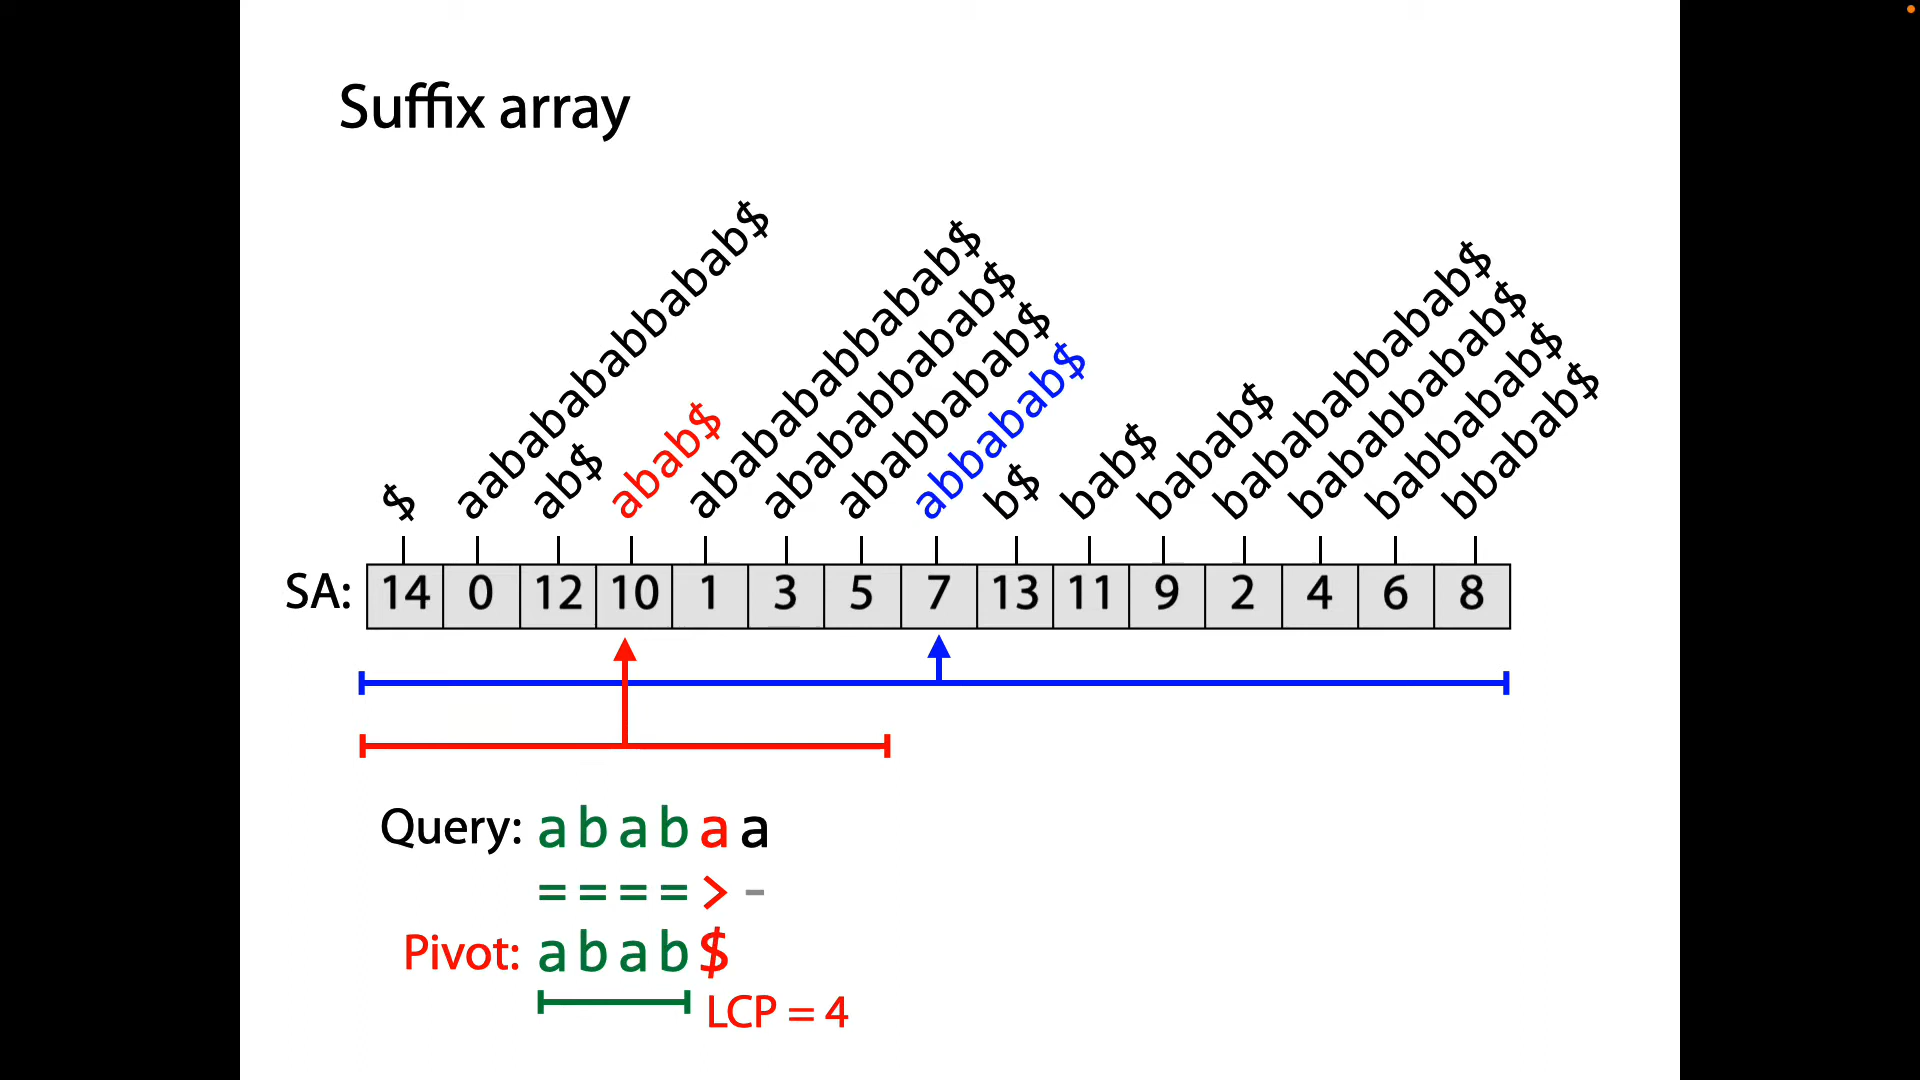 Suffix array
$
aababababbabab$
ab$
abab$
ababababbabab$
abababbabab$
ababbabab$
abbabab$
b$
bab$
babab$
babababbabab$
bababbabab$
babbabab$
bbabab$
SA: 14 0 12 10 1 3 5 7 13 11 9 2 4 6 8
Query: a b a b a a
= = = = > -
Pivot: a b a b $
LCP = 4